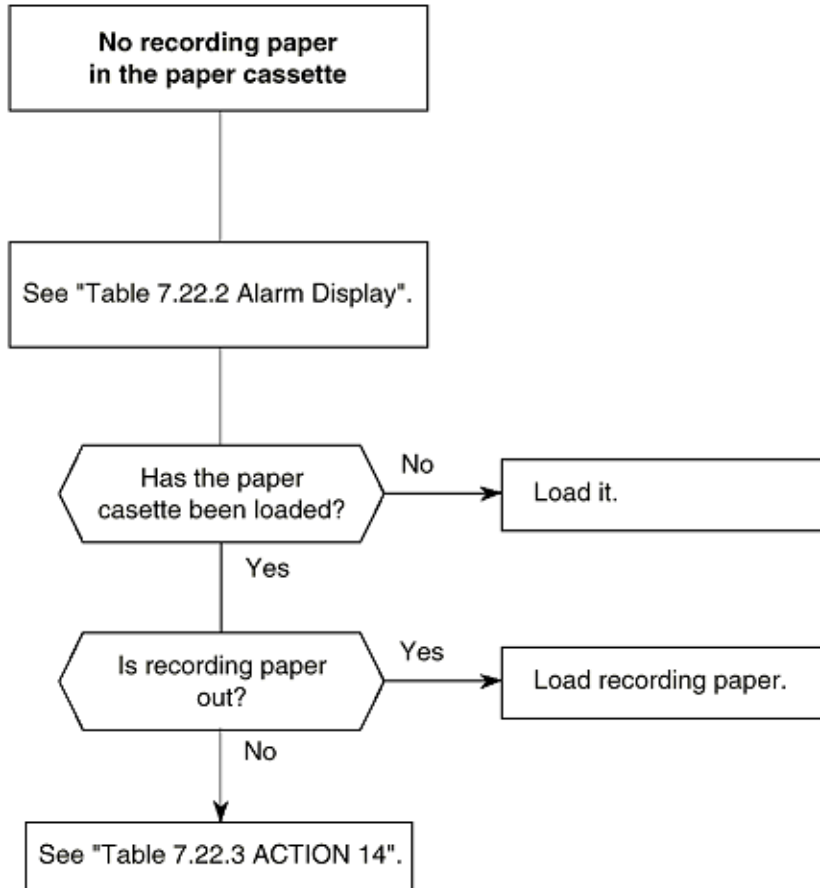 No recording paper
in the paper cassette
See "Table 7.22.2 Alarm Display".
Has the paper
casette been loaded?
No
Load it.
Yes
Is recording paper
out?
Yes
Load recording paper.
No
See "Table 7.22.3 ACTION 14".